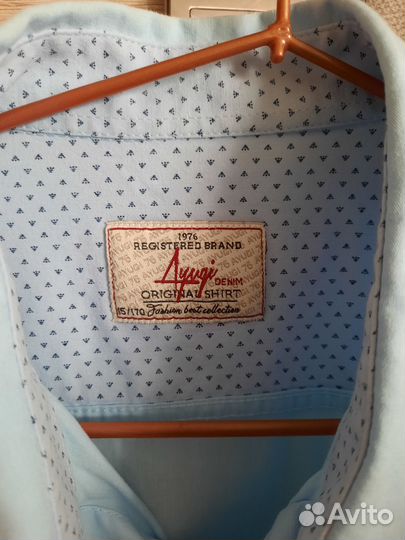 1976
REGISTERED BRAND
Ayugi
DENIM
ORIGINAL SHIRT
15/170 Fashion best collection
Avito